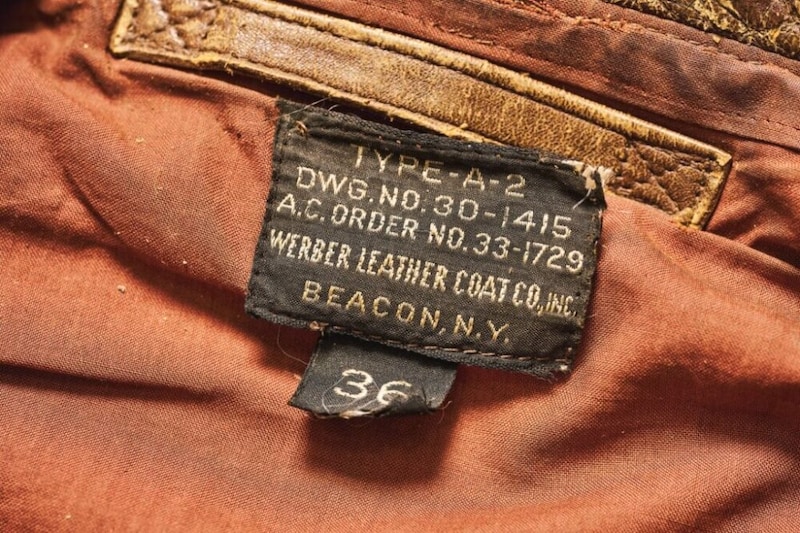 TYPE-A-2
DWG.NO.30-1415
A.C.ORDER NO.33-1729
WERBER LEATHER COAT CO.,INC.
BEACON, N.Y.
36